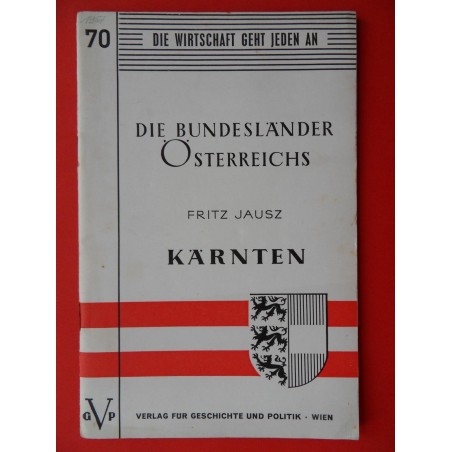 70
DIE WIRTSCHAFT GEHT JEDEN AN
DIE BUNDESLÄNDER
ÖSTERREICHS
FRITZ JAUSZ
KÄRNTEN
GVP
VERLAG FÜR GESCHICHTE UND POLITIK · WIEN